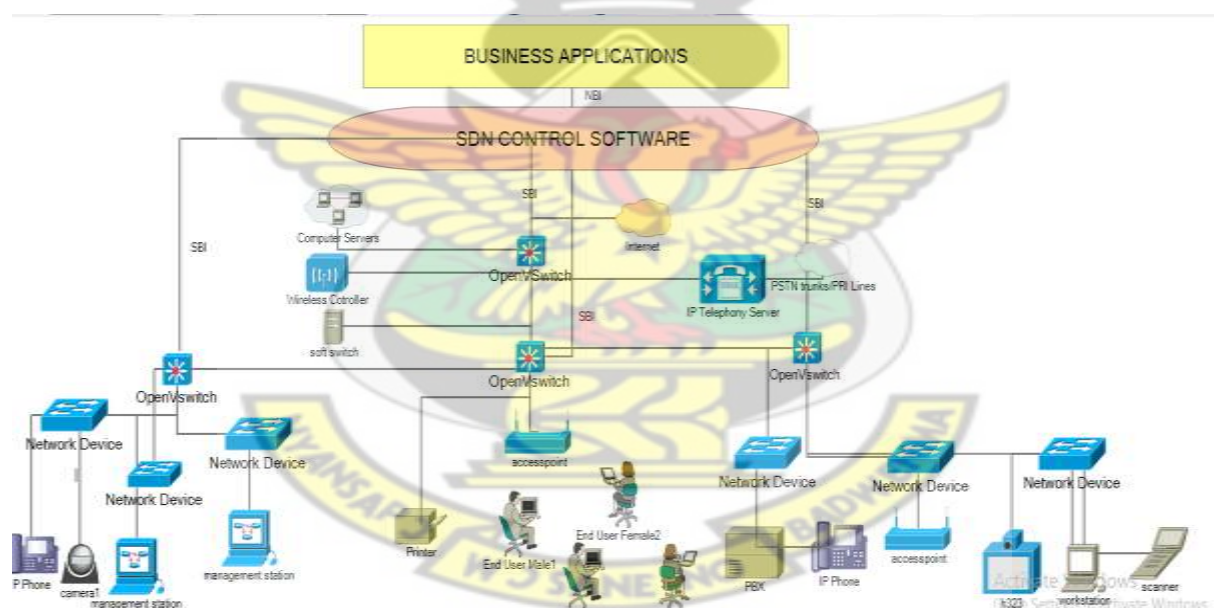 BUSINESS APPLICATIONS
NBI
SDN CONTROL SOFTWARE
SBI
SBI
SBI
Computer Servers
Internet
OpenVSwitch
Wireless Cotroller
PSTN trunks/PRI Lines
IP Telephony Server
SBI
soft switch
OpenVswitch
OpenVswitch
OpenVswitch
Network Device
Network Device
accesspoint
Network Device
Network Device
Network Device
Network Device
Printer
End User Male1
End User Female2
PBX
IP Phone
accesspoint
P Phone
camera1
management station
management station
h323
workstation
scanner
BADWENMA